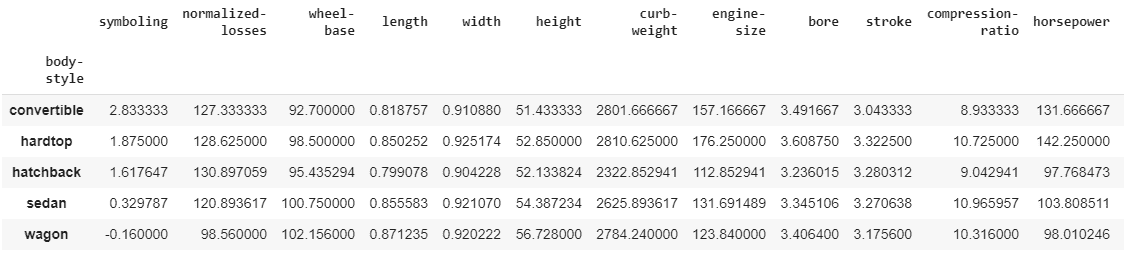 symboling normalized-losses wheel-base length width height curb-weight engine-size bore stroke compression-ratio horsepower
body-style
convertible 2.833333 127.333333 92.700000 0.818757 0.910880 51.433333 2801.666667 157.166667 3.491667 3.043333 8.933333 131.666667
hardtop 1.875000 128.625000 98.500000 0.850252 0.925174 52.850000 2810.625000 176.250000 3.608750 3.322500 10.725000 142.250000
hatchback 1.617647 130.897059 95.435294 0.799078 0.904228 52.133824 2322.852941 112.852941 3.236015 3.280312 9.042941 97.768473
sedan 0.329787 120.893617 100.750000 0.855583 0.921070 54.387234 2625.893617 131.691489 3.345106 3.270638 10.965957 103.808511
wagon -0.160000 98.560000 102.156000 0.871235 0.920222 56.728000 2784.240000 123.840000 3.406400 3.175600 10.316000 98.010246